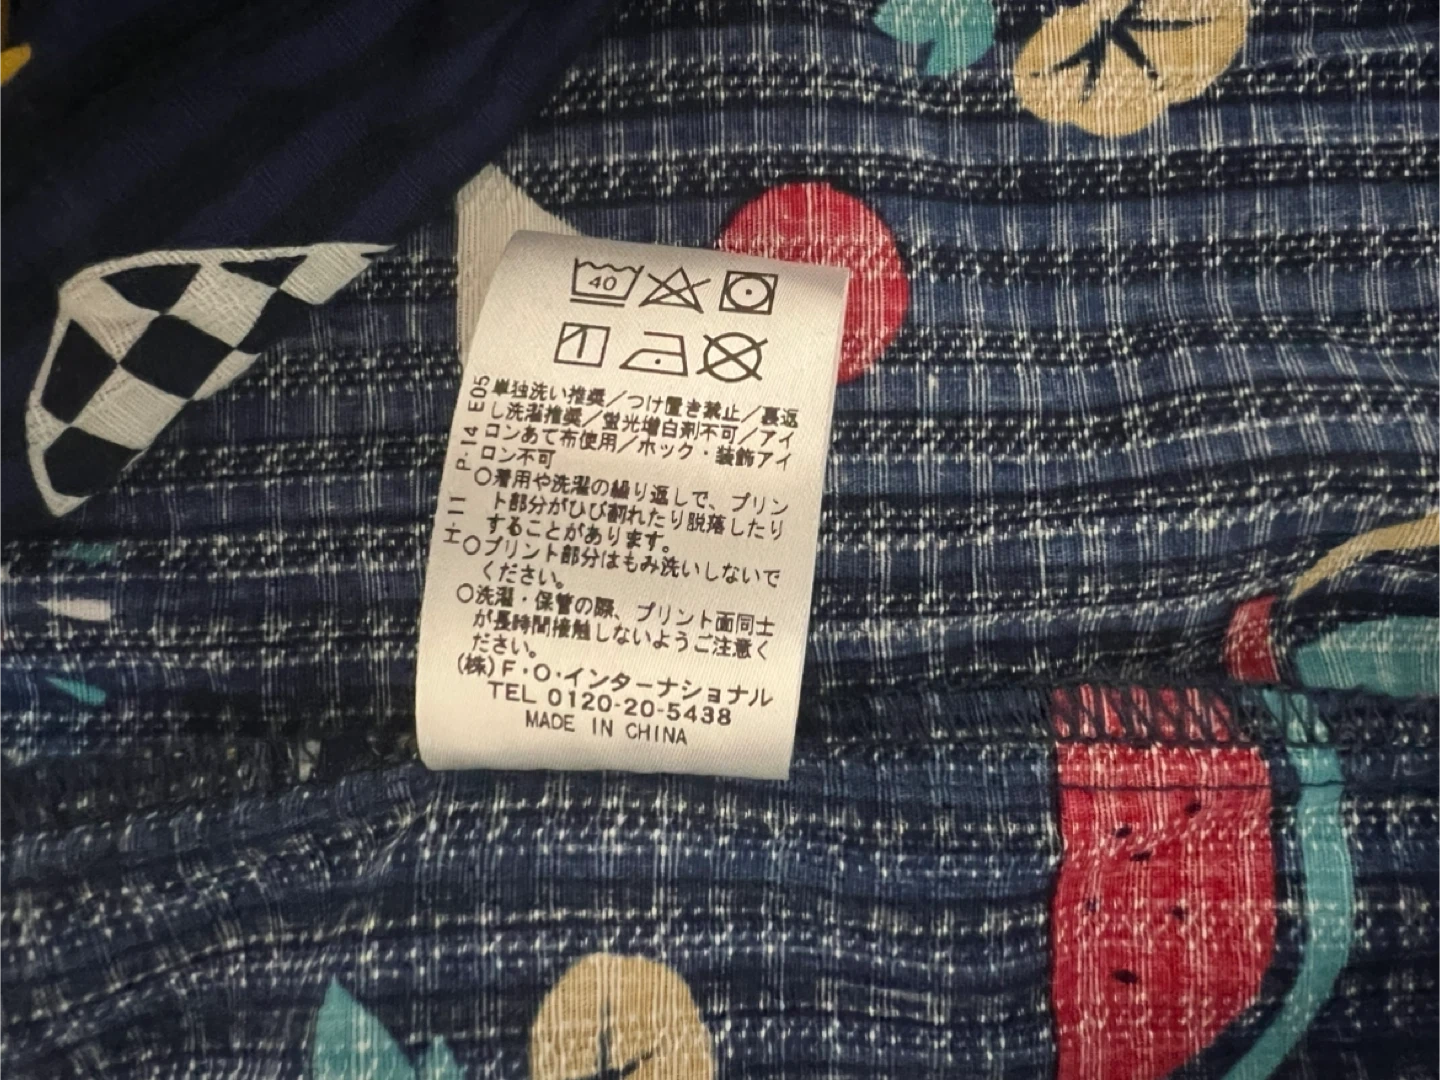 40
単独洗い推奨／つけ置き禁止／裏返
し洗濯推奨／蛍光増白剤不可／アイ
ロンあて布使用／ホック・装飾アイ
ロン不可
○着用や洗濯の繰り返しで、プリン
ト部分がひび割れたり脱落したり
することがあります。
○プリント部分はもみ洗いしないで
ください。
○洗濯・保管の際、プリント面同士
が長時間接触しないようご注意く
ださい。
(株)F・O・インターナショナル
TEL 0120-20-5438
MADE IN CHINA
H-11 P-14 E05